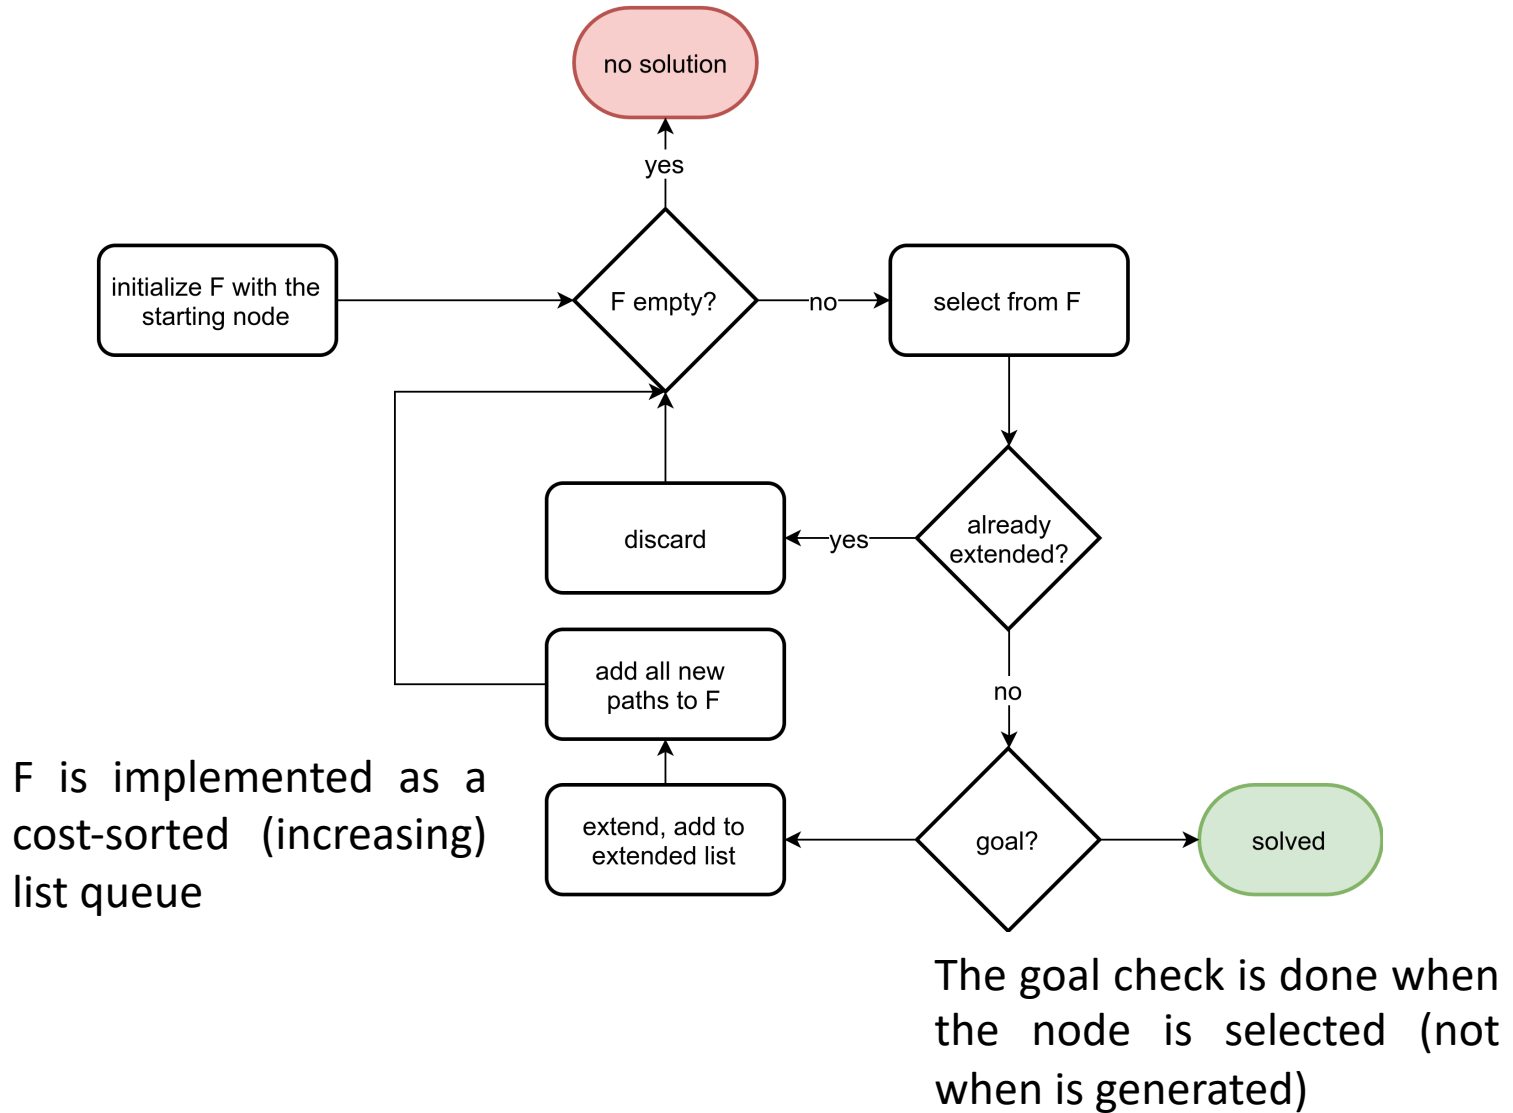 no solution
yes
initialize F with the
starting node
F empty?
no
select from F
discard
yes
already
extended?
add all new
paths to F
no
F is implemented as a
cost-sorted (increasing)
list queue
extend, add to
extended list
goal?
solved
The goal check is done when
the node is selected (not
when is generated)